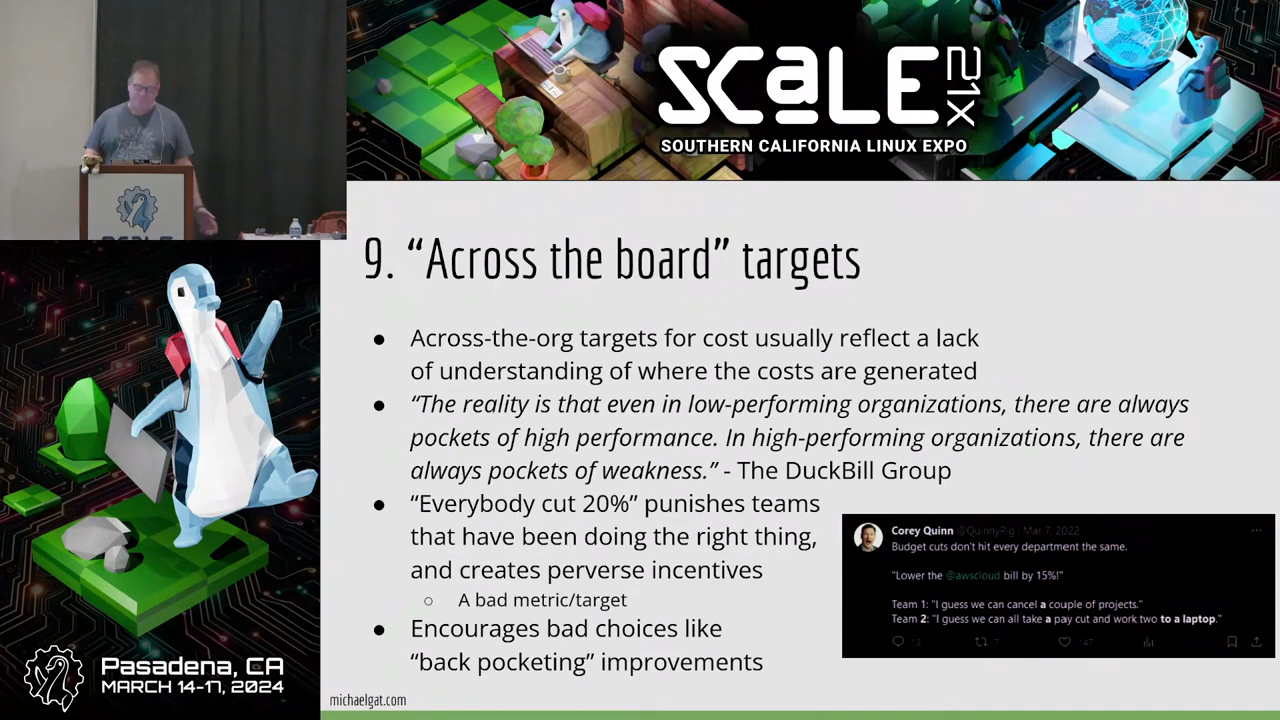 SCaLE 21X
SOUTHERN CALIFORNIA LINUX EXPO
SCALE
9. “Across the board” targets
● Across-the-org targets for cost usually reflect a lack
of understanding of where the costs are generated
● “The reality is that even in low-performing organizations, there are always
pockets of high performance. In high-performing organizations, there are
always pockets of weakness.” - The DuckBill Group
● “Everybody cut 20%” punishes teams
that have been doing the right thing,
and creates perverse incentives
○ A bad metric/target
● Encourages bad choices like
“back pocketing” improvements
Corey Quinn @QuinnyPig · Mar 7, 2022
Budget cuts don't hit every department the same.
"Lower the @awscloud bill by 15%!"
Team 1: "I guess we can cancel a couple of projects."
Team 2: "I guess we can all take a pay cut and work two to a laptop."
michaelgat.com
Pasadena, CA
MARCH 14-17, 2024